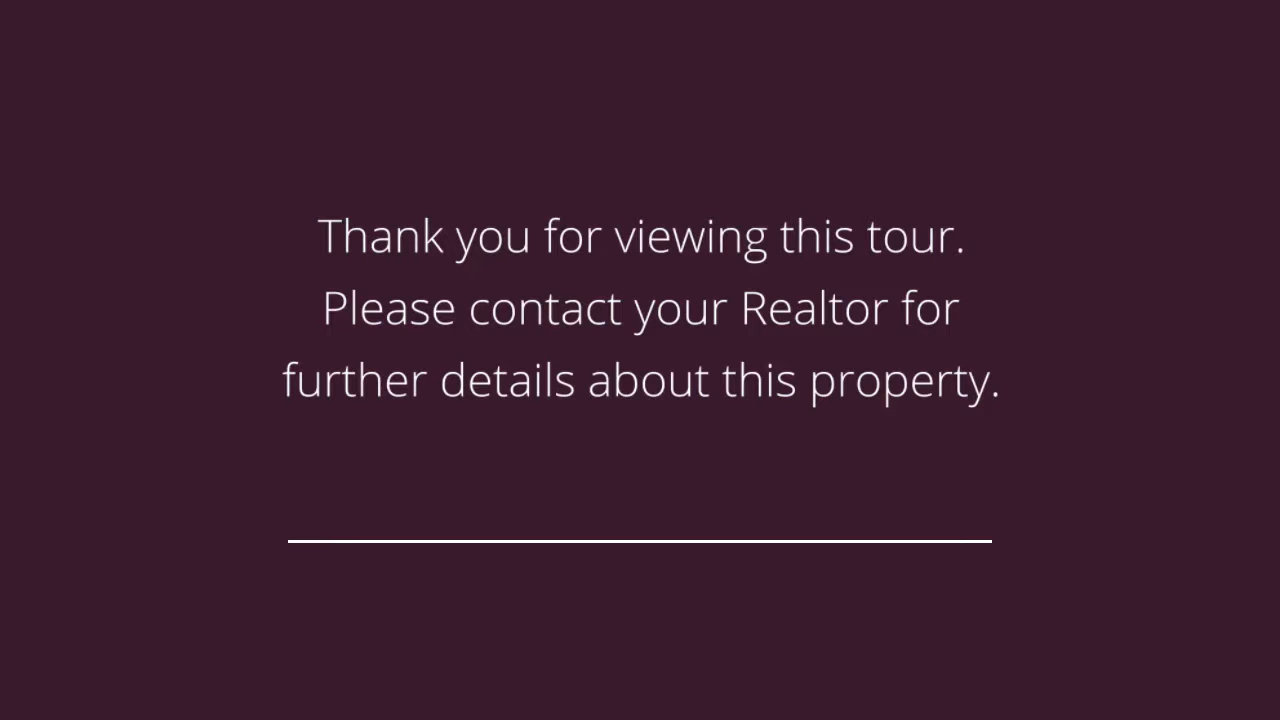 Thank you for viewing this tour.
Please contact your Realtor for
further details about this property.